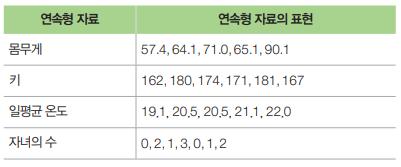 연속형 자료 연속형 자료의 표현
몸무게 57.4, 64.1, 71.0, 65.1, 90.1
키 162, 180, 174, 171, 181, 167
일평균 온도 19.1, 20.5, 20.5, 21.1, 22.0
자녀의 수 0, 2, 1, 3, 0, 1, 2